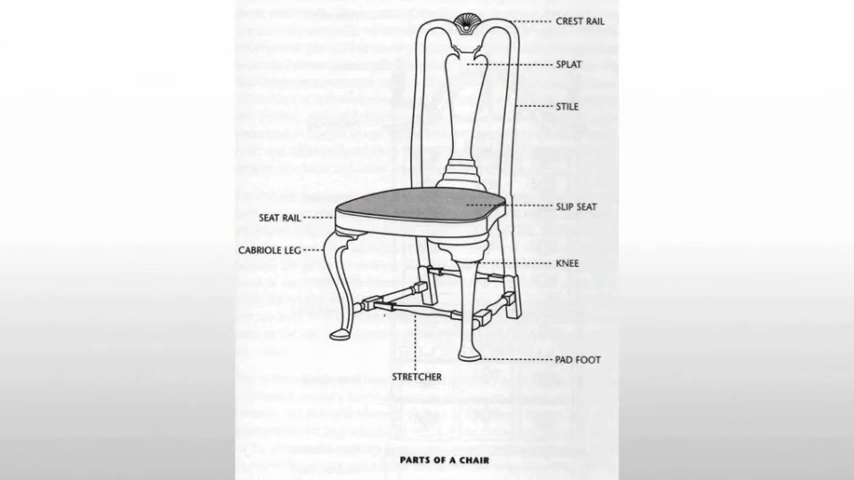 CREST RAIL
SPLAT
STILE
SLIP SEAT
SEAT RAIL
CABRIOLE LEG
KNEE
PAD FOOT
STRETCHER
PARTS OF A CHAIR